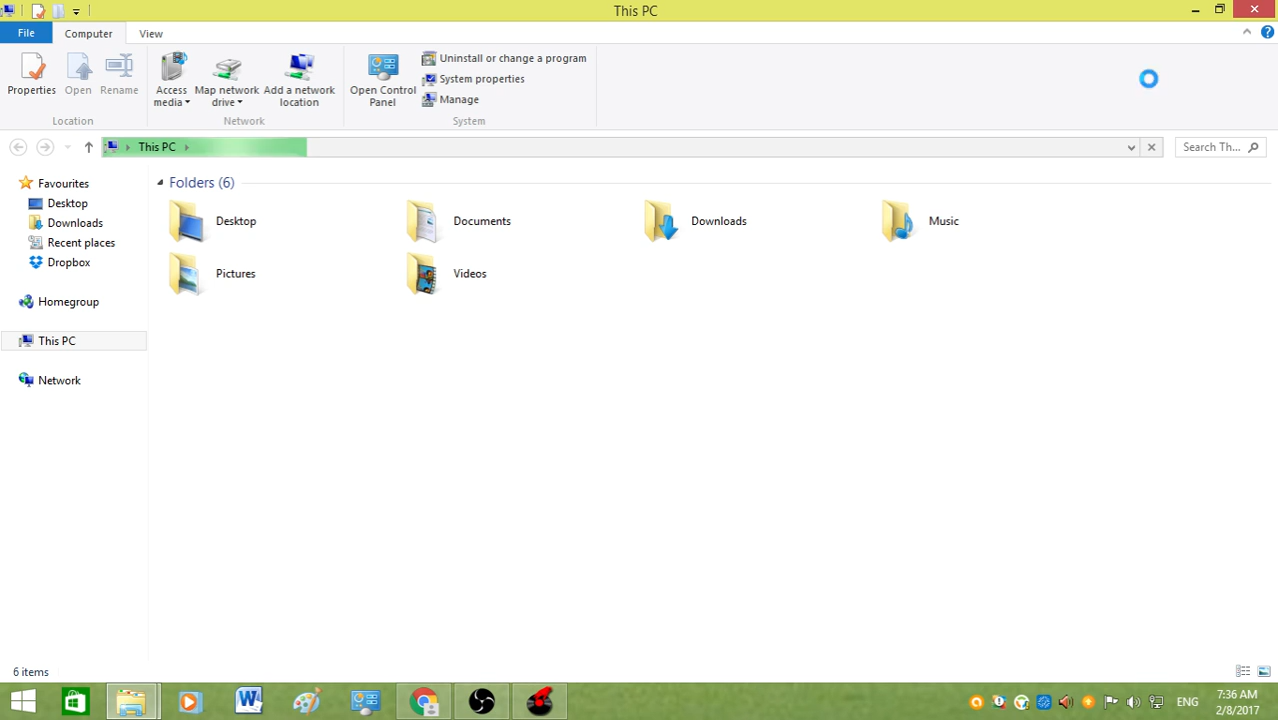 This PC
File Computer View
Properties Open Rename Access media Map network drive Add a network location Open Control Panel Uninstall or change a program
System properties
Manage
Location Network System
This PC Search Th...
Favourites
Desktop
Downloads
Recent places
Dropbox
Homegroup
This PC
Network
Folders (6)
Desktop Documents Downloads Music
Pictures Videos
6 items
ENG 7:36 AM
2/8/2017